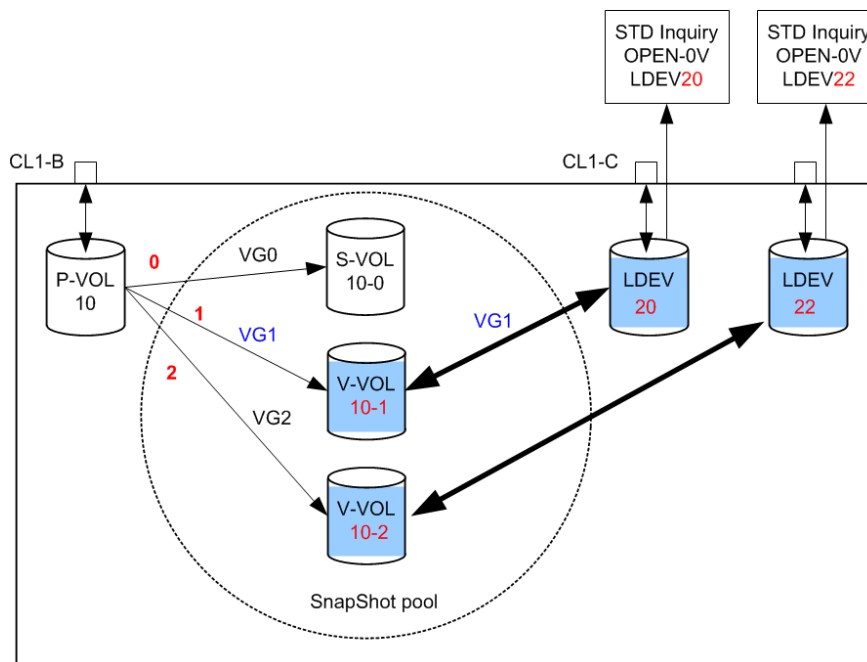 STD Inquiry
OPEN-0V
LDEV20
STD Inquiry
OPEN-0V
LDEV22
CL1-B
CL1-C
P-VOL
10
0
VG0
S-VOL
10-0
1
VG1
V-VOL
10-1
VG1
2
VG2
V-VOL
10-2
LDEV
20
LDEV
22
SnapShot pool